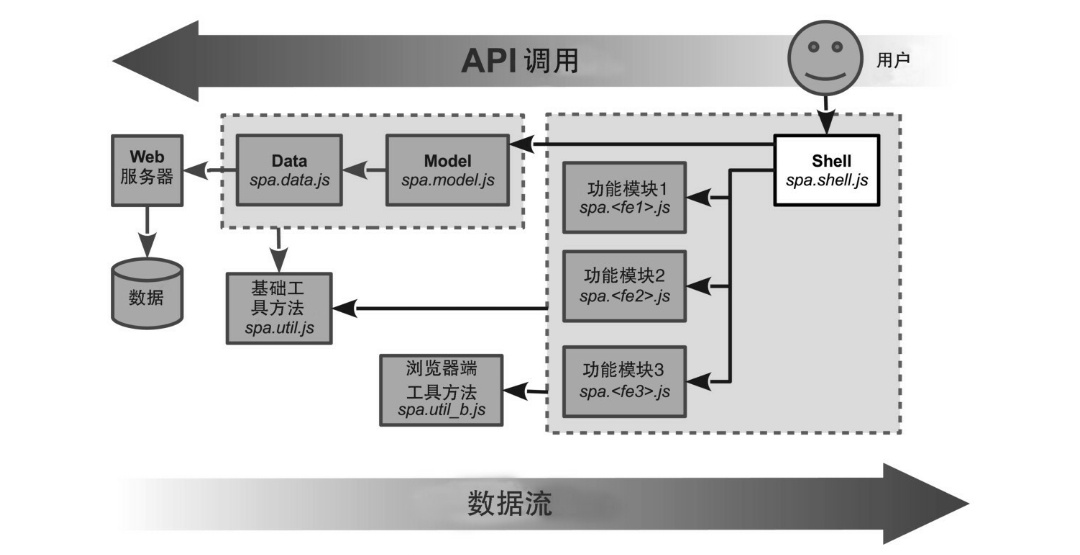 API 调用
用户
Web
服务器
Data
spa.data.js
Model
spa.model.js
Shell
spa.shell.js
功能模块1
spa.<fe1>.js
功能模块2
spa.<fe2>.js
数据
基础工
具方法
spa.util.js
功能模块3
spa.<fe3>.js
浏览器端
工具方法
spa.util_b.js
数据流